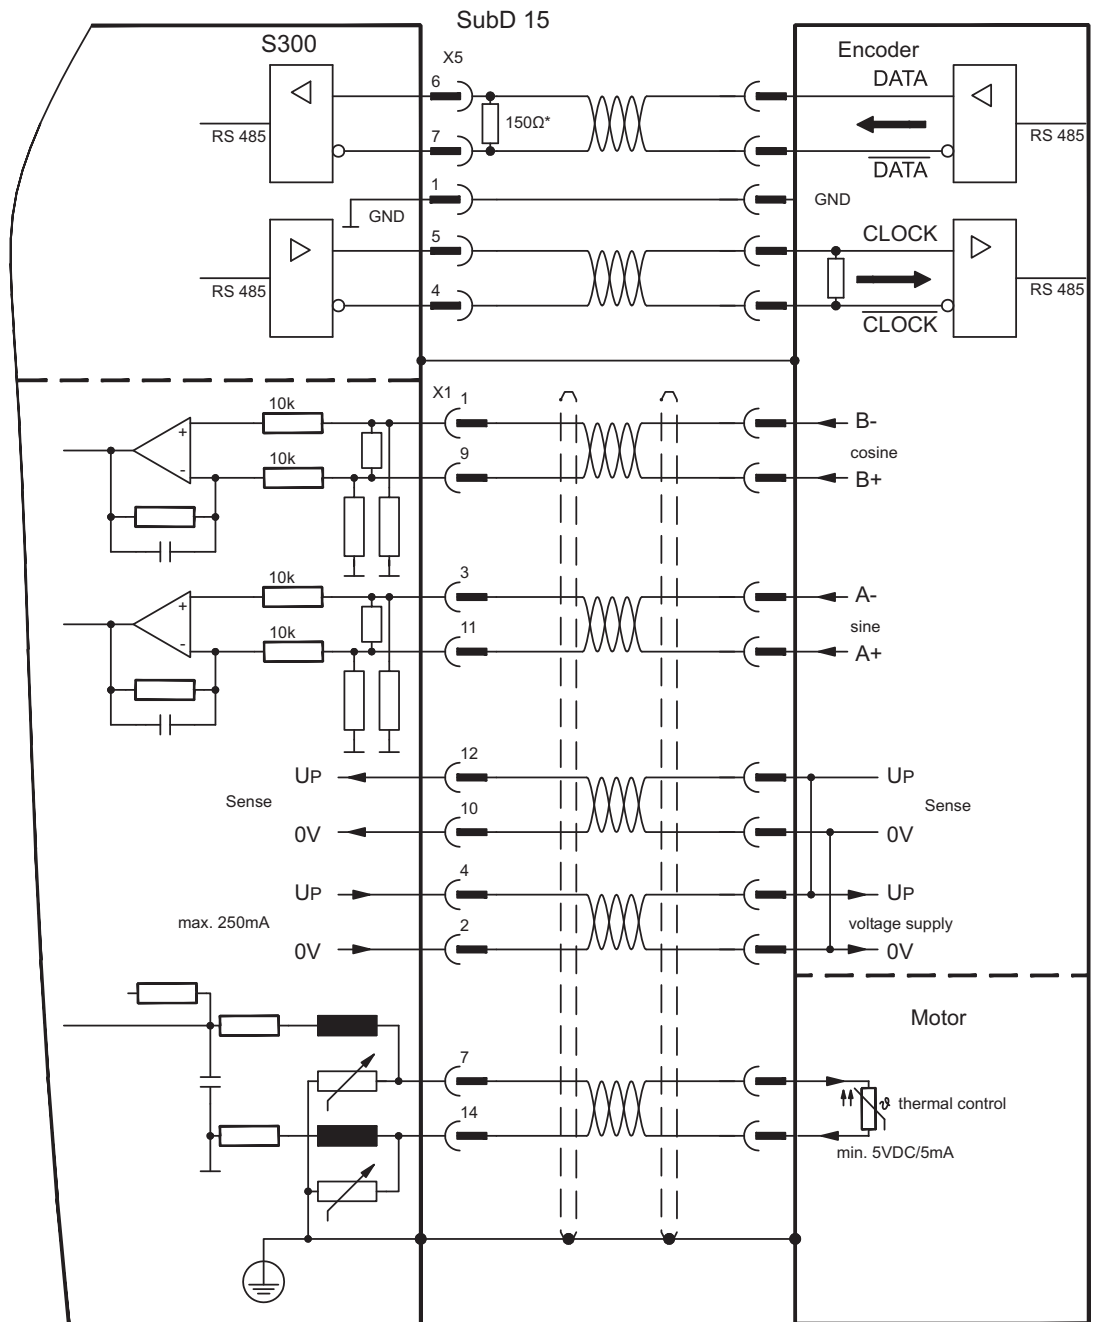 SubD 15
S300
X5
Encoder
6
DATA
RS 485
150Ω*
RS 485
7
DATA
1
GND
GND
5
CLOCK
RS 485
RS 485
4
CLOCK
X1
1
10k
B-
+
cosine
9
10k
-
B+
3
10k
A-
+
sine
11
10k
-
A+
12
UP
UP
Sense
Sense
10
0V
0V
4
UP
UP
max. 250mA
voltage supply
2
0V
0V
Motor
7
ϑ thermal control
14
min. 5VDC/5mA